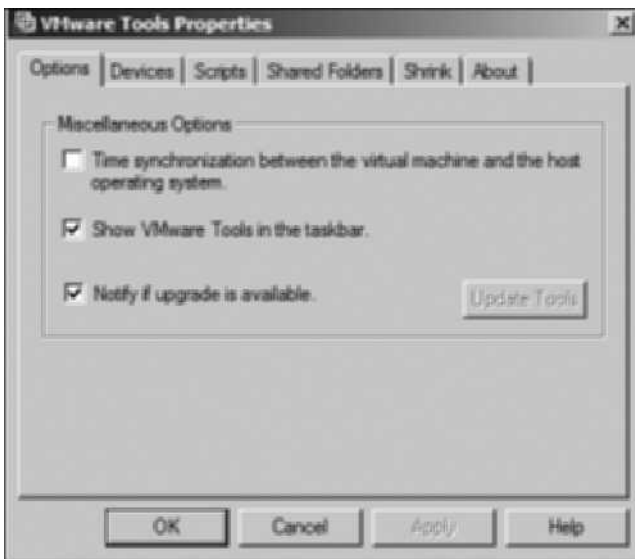 VMware Tools Properties
Options
Devices
Scripts
Shared Folders
Shrink
About
Miscellaneous Options
Time synchronization between the virtual machine and the host
operating system.
Show VMware Tools in the taskbar.
Notify if upgrade is available.
Update Tools
OK
Cancel
Apply
Help